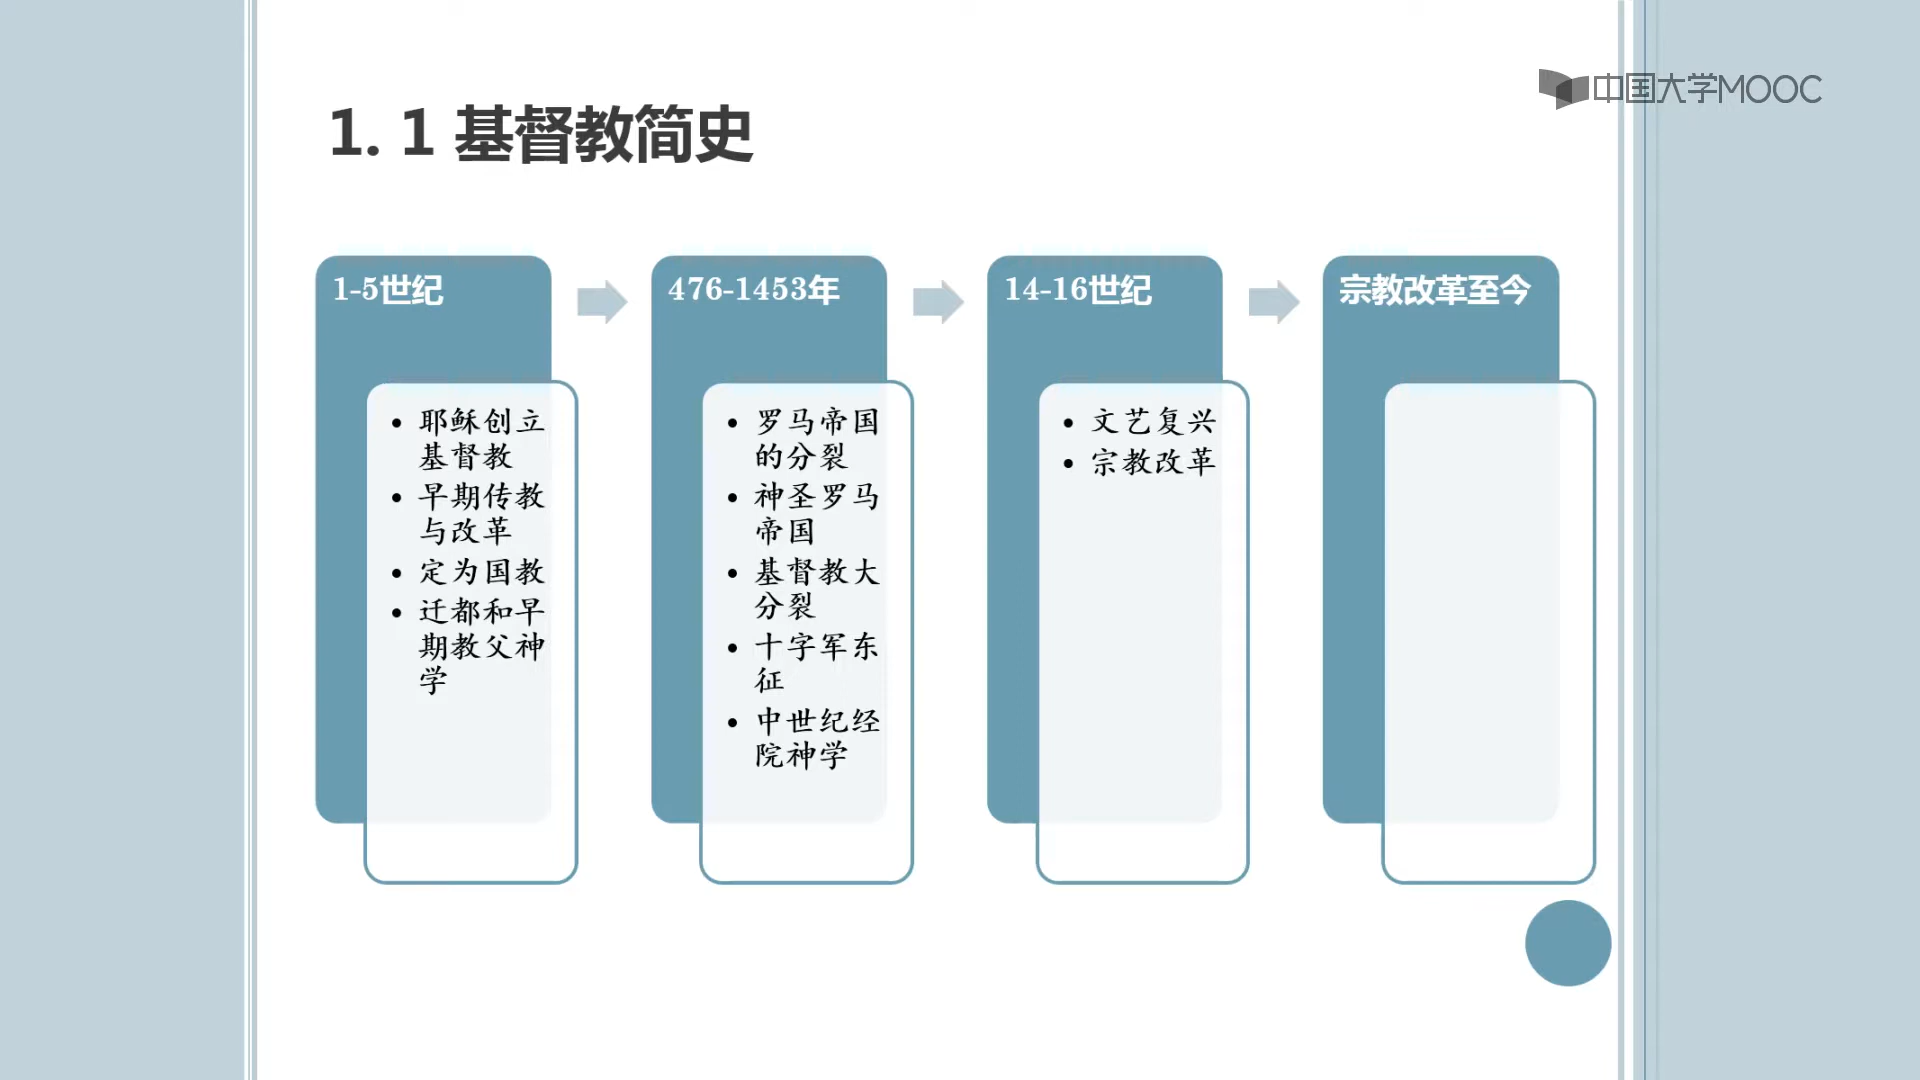 中国大学MOOC
1. 1 基督教简史
1-5世纪
• 耶稣创立
基督教
• 早期传教
与改革
• 定为国教
• 迁都和早
期教父神
学
476-1453年
• 罗马帝国
的分裂
• 神圣罗马
帝国
• 基督教大
分裂
• 十字军东
征
• 中世纪经
院神学
14-16世纪
• 文艺复兴
• 宗教改革
宗教改革至今